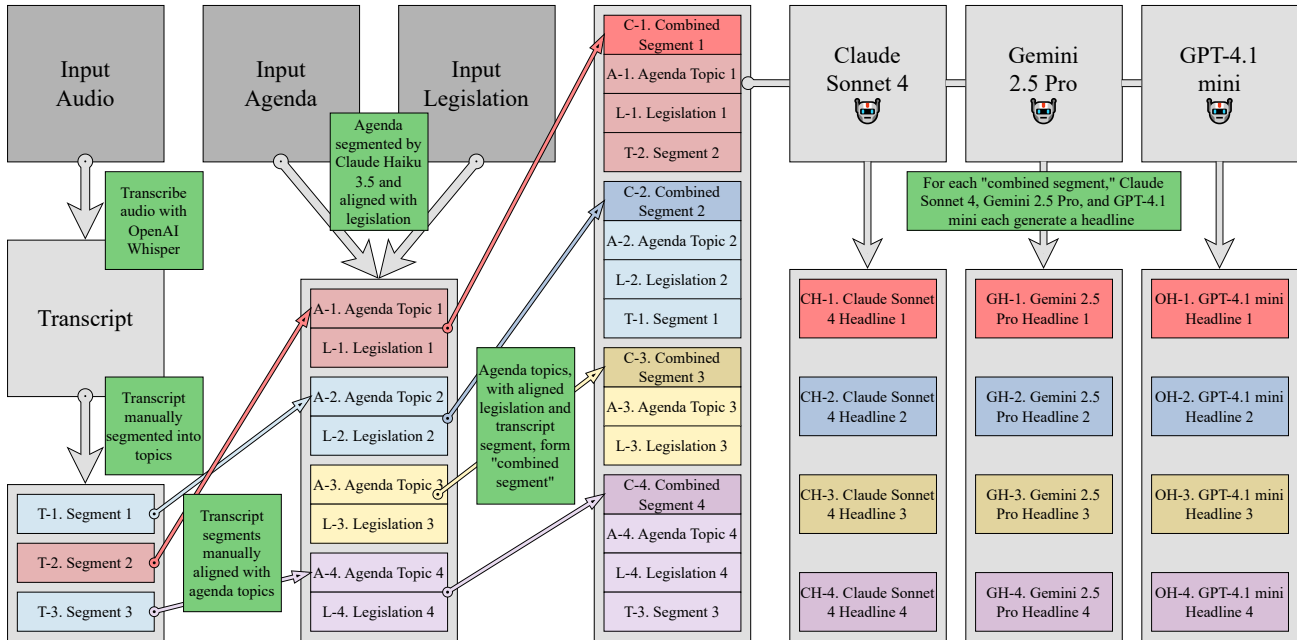 Input
Audio
Input
Agenda
Input
Legislation
Transcribe
audio with
OpenAI
Whisper
Agenda
segmented by
Claude Haiku
3.5 and
aligned with
legislation
Transcript
Transcript
manually
segmented into
topics
T-1. Segment 1
T-2. Segment 2
T-3. Segment 3
Transcript
segments
manually
aligned with
agenda topics
A-1. Agenda Topic 1
L-1. Legislation 1
A-2. Agenda Topic 2
L-2. Legislation 2
A-3. Agenda Topic 3
L-3. Legislation 3
A-4. Agenda Topic 4
L-4. Legislation 4
Agenda topics,
with aligned
legislation and
transcript
segment, form
"combined
segment"
C-1. Combined
Segment 1
A-1. Agenda Topic 1
L-1. Legislation 1
T-2. Segment 2
C-2. Combined
Segment 2
A-2. Agenda Topic 2
L-2. Legislation 2
T-1. Segment 1
C-3. Combined
Segment 3
A-3. Agenda Topic 3
L-3. Legislation 3
C-4. Combined
Segment 4
A-4. Agenda Topic 4
L-4. Legislation 4
T-3. Segment 3
Claude
Sonnet 4
Gemini
2.5 Pro
GPT-4.1
mini
For each "combined segment," Claude
Sonnet 4, Gemini 2.5 Pro, and GPT-4.1
mini each generate a headline
CH-1. Claude Sonnet
4 Headline 1
CH-2. Claude Sonnet
4 Headline 2
CH-3. Claude Sonnet
4 Headline 3
CH-4. Claude Sonnet
4 Headline 4
GH-1. Gemini 2.5
Pro Headline 1
GH-2. Gemini 2.5
Pro Headline 2
GH-3. Gemini 2.5
Pro Headline 3
GH-4. Gemini 2.5
Pro Headline 4
OH-1. GPT-4.1 mini
Headline 1
OH-2. GPT-4.1 mini
Headline 2
OH-3. GPT-4.1 mini
Headline 3
OH-4. GPT-4.1 mini
Headline 4